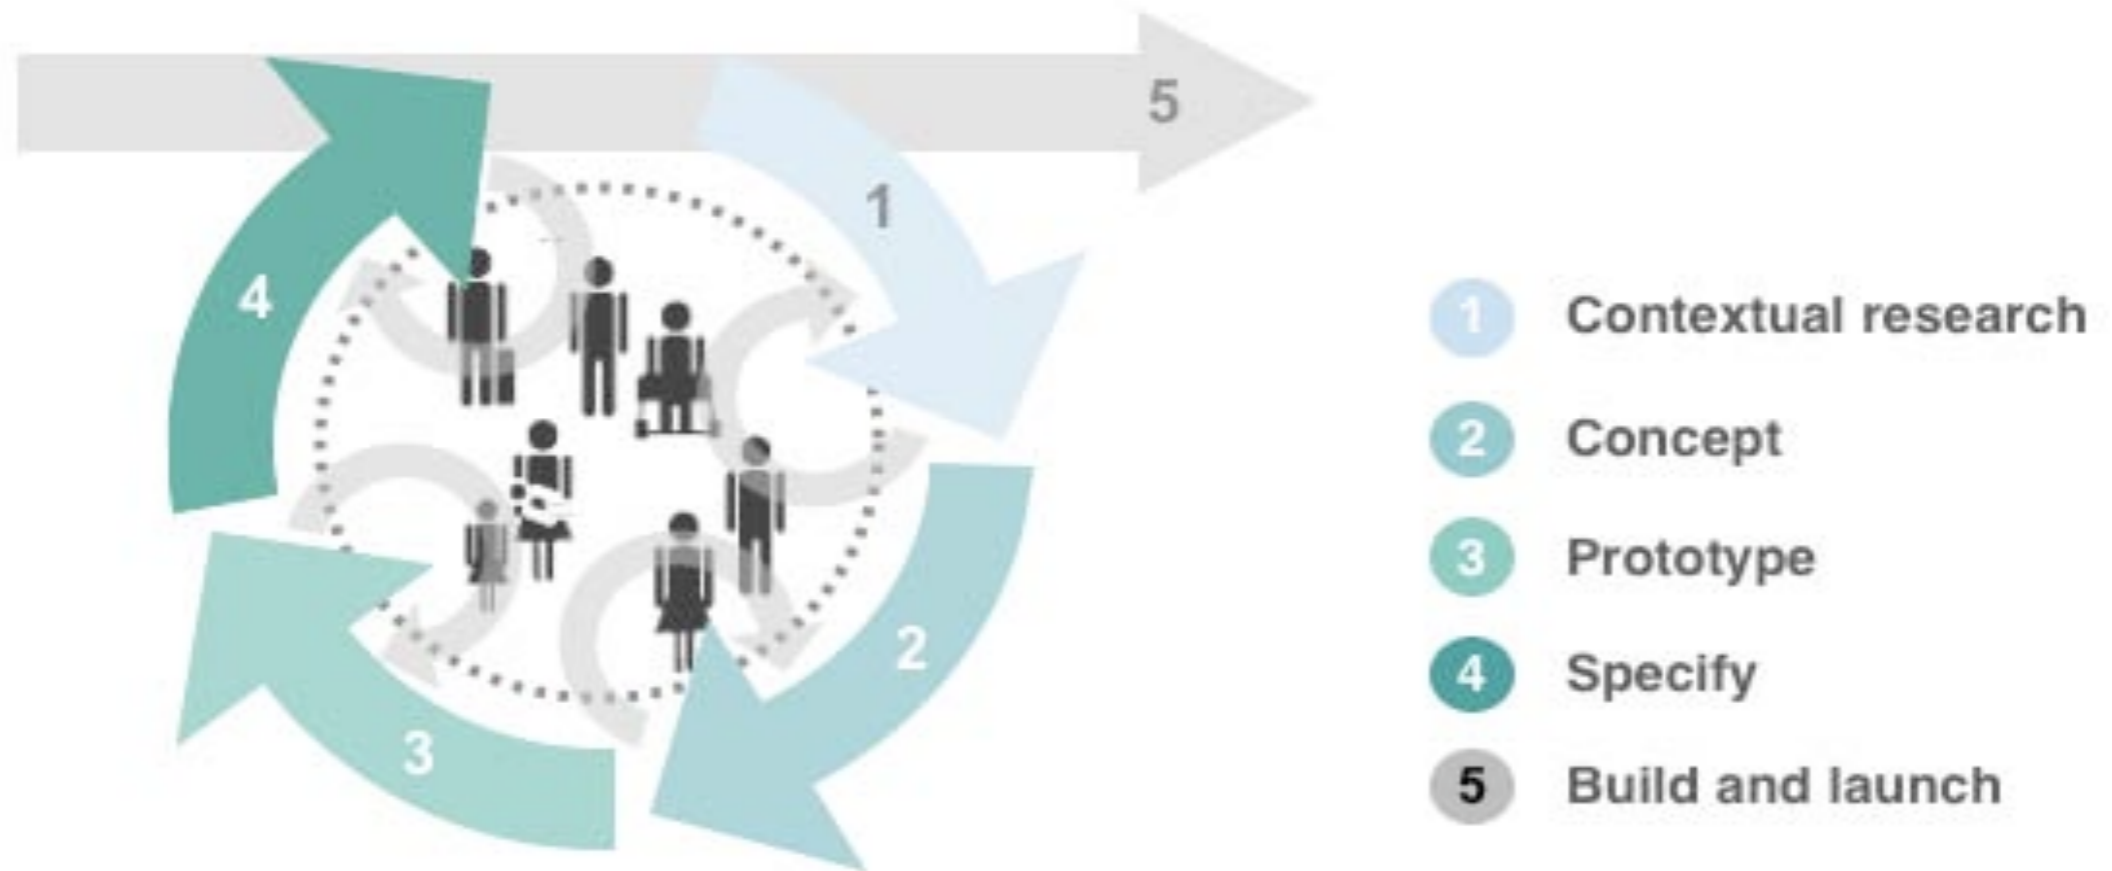 5
1
4
2
3
1 Contextual research
2 Concept
3 Prototype
4 Specify
5 Build and launch